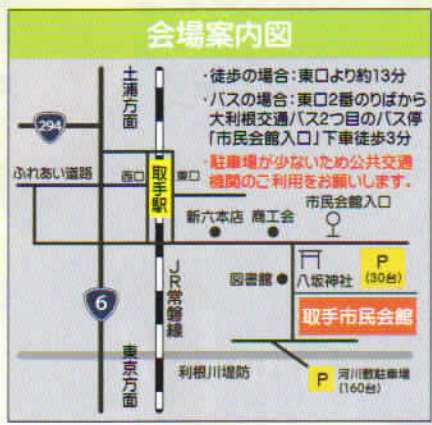 会場案内図
・徒歩の場合：東口より約13分
・バスの場合：東口2番のりばから
大利根交通バス2つ目のバス停
「市民会館入口」下車徒歩3分
・駐車場が少ないため公共交通
機関のご利用をお願いします。
土浦方面
294
ふれあい道路
西口
取手駅
東口
市民会館入口
新六本店
商工会
JR常磐線
図書館
八坂神社
P
(30台)
取手市民会館
6
東京方面
利根川堤防
P
河川敷駐車場
(160台)